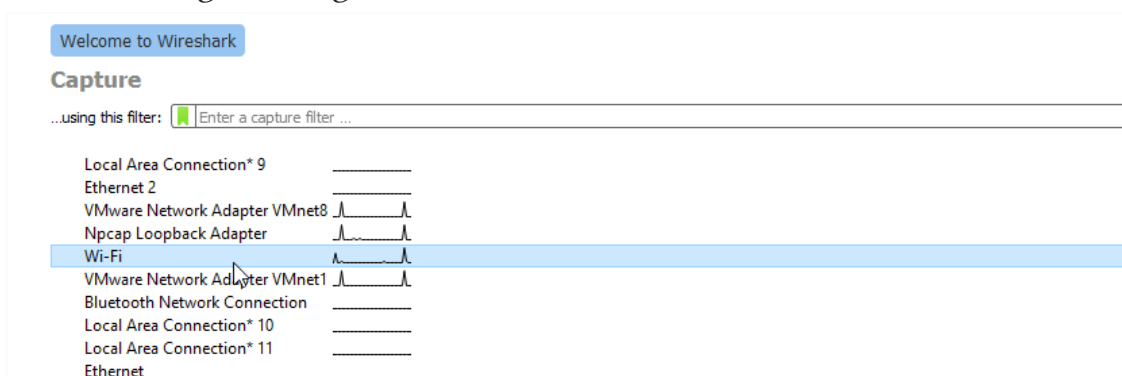 Welcome to Wireshark
Capture
...using this filter: Enter a capture filter ...
Local Area Connection* 9
Ethernet 2
VMware Network Adapter VMnet8
Npcap Loopback Adapter
Wi-Fi
VMware Network Adapter VMnet1
Bluetooth Network Connection
Local Area Connection* 10
Local Area Connection* 11
Ethernet